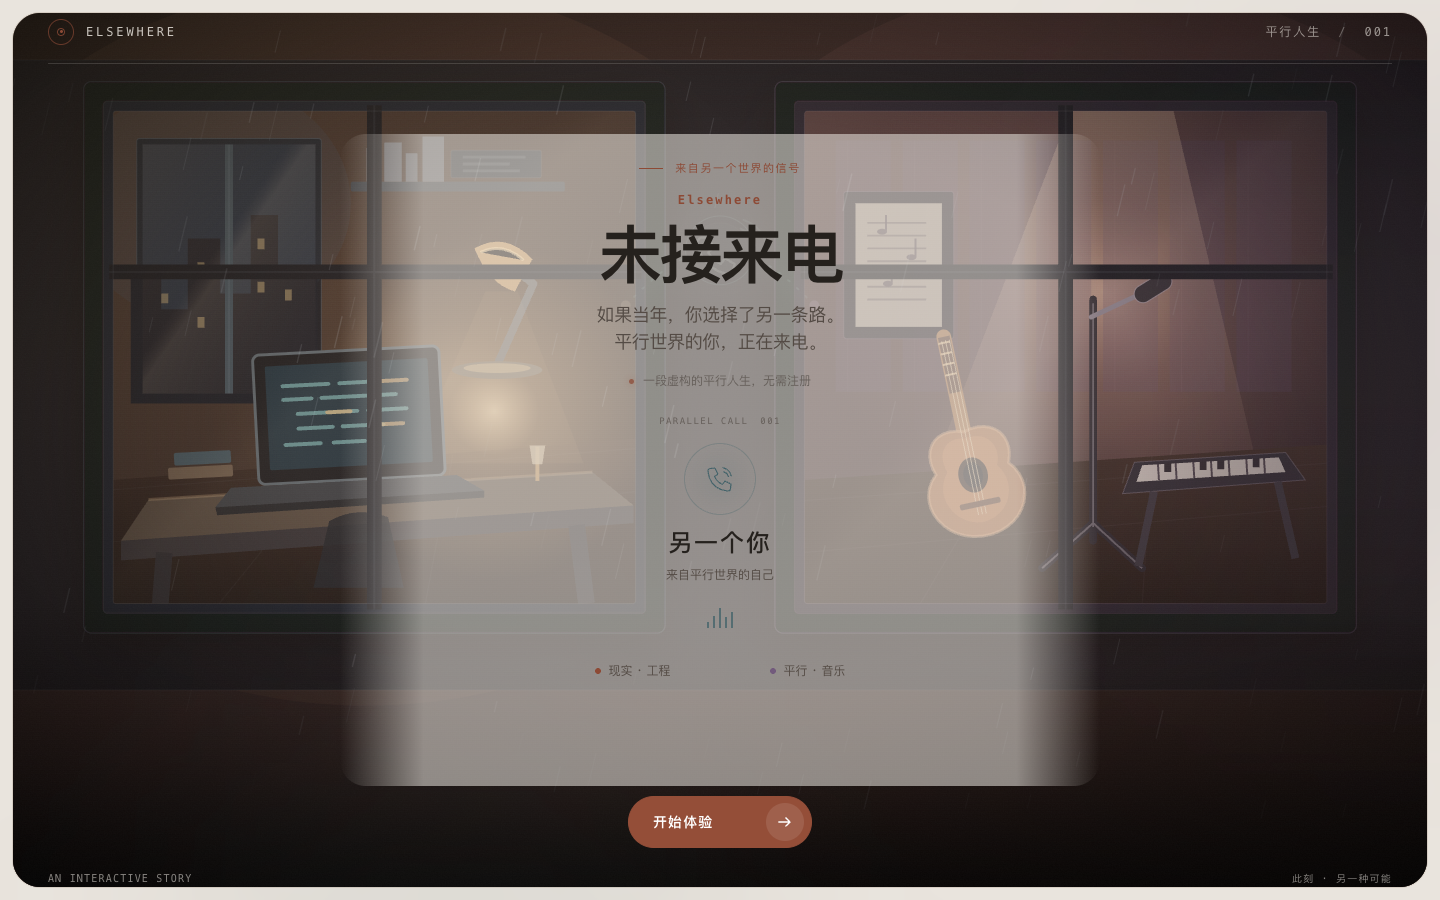 ELSEWHERE
平行人生 / 001
来自另一个世界的信号
Elsewhere
未接来电
如果当年，你选择了另一条路。
平行世界的你，正在来电。
一段虚构的平行人生，无需注册
PARALLEL CALL 001
另一个你
来自平行世界的自己
现实 · 工程
平行 · 音乐
开始体验
AN INTERACTIVE STORY
此刻 · 另一种可能